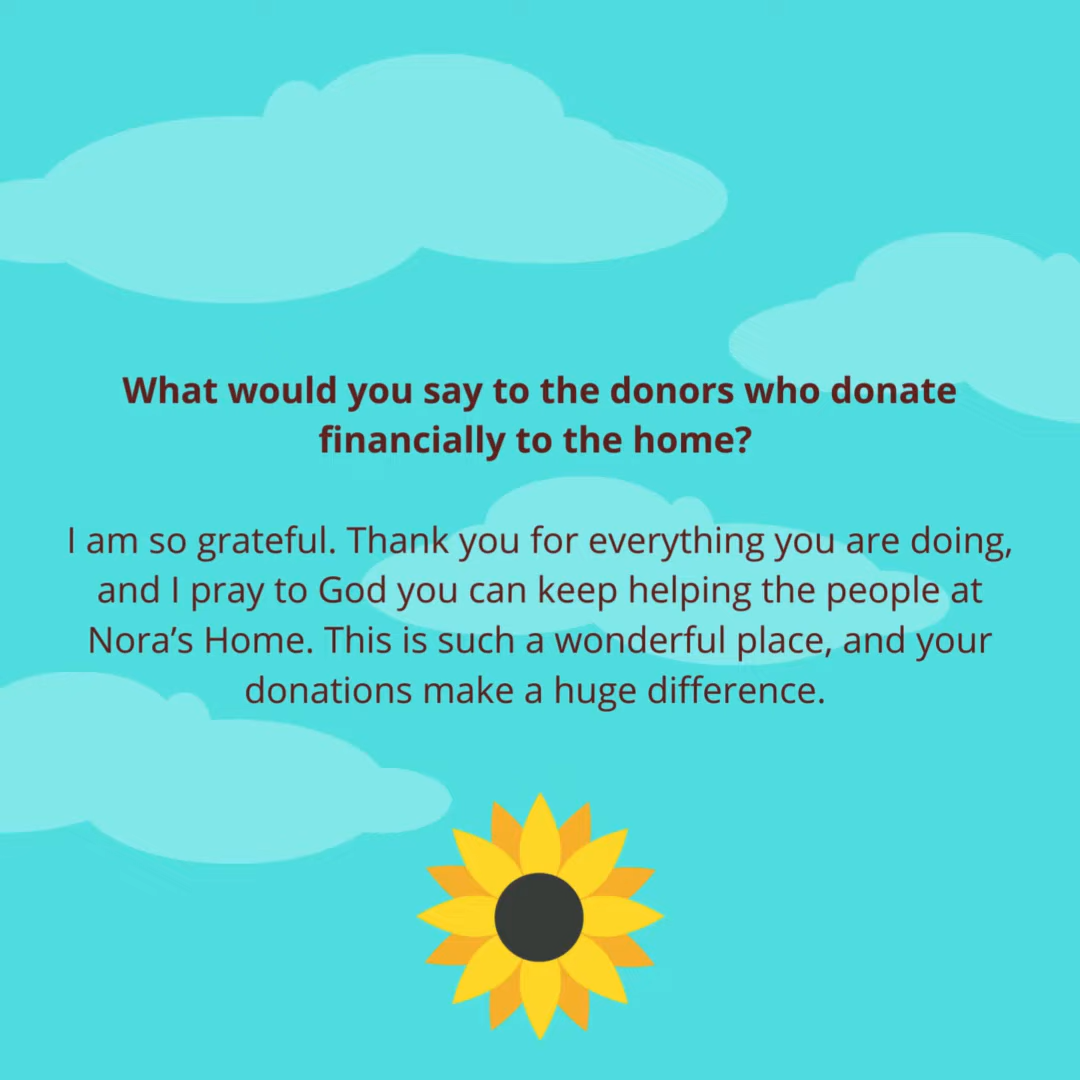 What would you say to the donors who donate
financially to the home?
I am so grateful. Thank you for everything you are doing,
and I pray to God you can keep helping the people at
Nora’s Home. This is such a wonderful place, and your
donations make a huge difference.